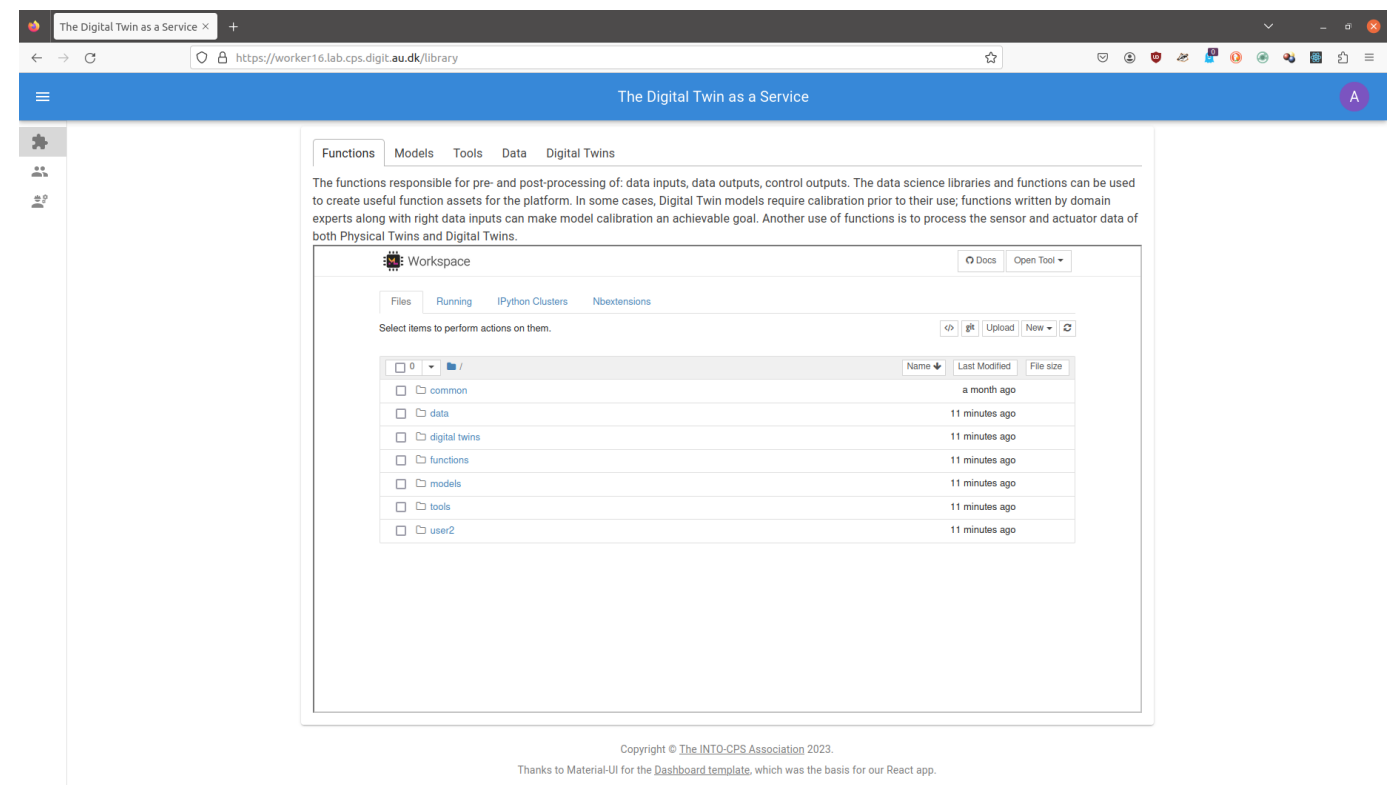 The Digital Twin as a Service
https://worker16.lab.cps.digit.au.dk/library
The Digital Twin as a Service
A
Functions Models Tools Data Digital Twins
The functions responsible for pre- and post-processing of: data inputs, data outputs, control outputs. The data science libraries and functions can be used
to create useful function assets for the platform. In some cases, Digital Twin models require calibration prior to their use; functions written by domain
experts along with right data inputs can make model calibration an achievable goal. Another use of functions is to process the sensor and actuator data of
both Physical Twins and Digital Twins.
Workspace Docs Open Tool
Files Running IPython Clusters Nbextensions
Select items to perform actions on them. </> git Upload New
0 / Name Last Modified File size
common a month ago
data 11 minutes ago
digital twins 11 minutes ago
functions 11 minutes ago
models 11 minutes ago
tools 11 minutes ago
user2 11 minutes ago
Copyright © The INTO-CPS Association 2023.
Thanks to Material-UI for the Dashboard template, which was the basis for our React app.